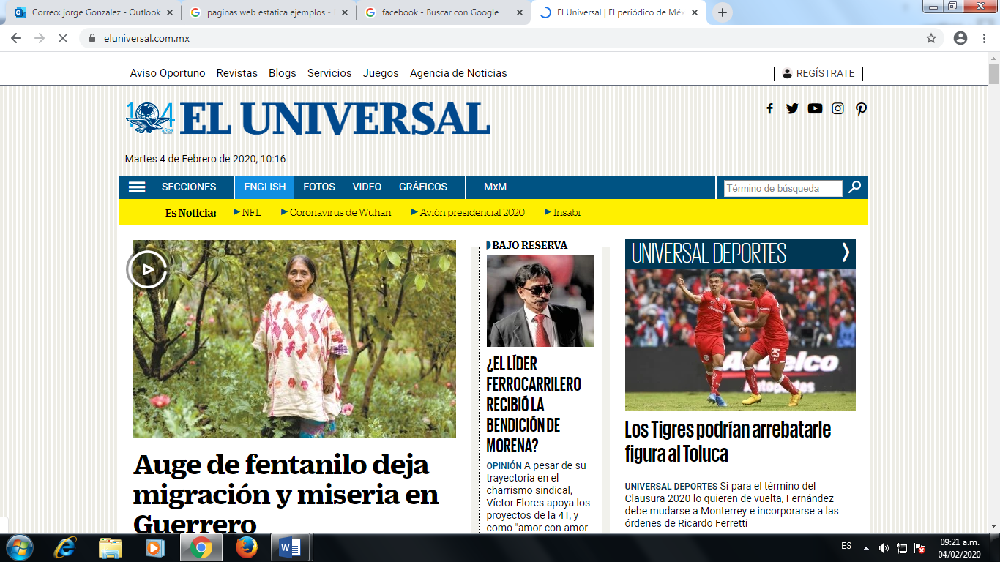 Correo: jorge Gonzalez - Outlook
paginas web estatica ejemplos -
facebook - Buscar con Google
El Universal | El periódico de Mé
eluniversal.com.mx
Aviso Oportuno Revistas Blogs Servicios Juegos Agencia de Noticias
REGÍSTRATE
104 AÑOS
EL UNIVERSAL
Martes 4 de Febrero de 2020, 10:16
SECCIONES ENGLISH FOTOS VIDEO GRÁFICOS MxM
Término de búsqueda
Es Noticia: NFL Coronavirus de Wuhan Avión presidencial 2020 Insabi
Auge de fentanilo deja
migración y miseria en
Guerrero
BAJO RESERVA
¿EL LÍDER
FERROCARRILERO
RECIBIÓ LA
BENDICIÓN DE
MORENA?
OPINIÓN A pesar de su
trayectoria en el
charrismo sindical,
Víctor Flores apoya los
proyectos de la 4T, y
como "amor con amor
UNIVERSAL DEPORTES
25
Los Tigres podrían arrebatarle
figura al Toluca
UNIVERSAL DEPORTES Si para el término del
Clausura 2020 lo quieren de vuelta, Fernández
debe mudarse a Monterrey e incorporarse a las
órdenes de Ricardo Ferretti
ES
09:21 a.m.
04/02/2020